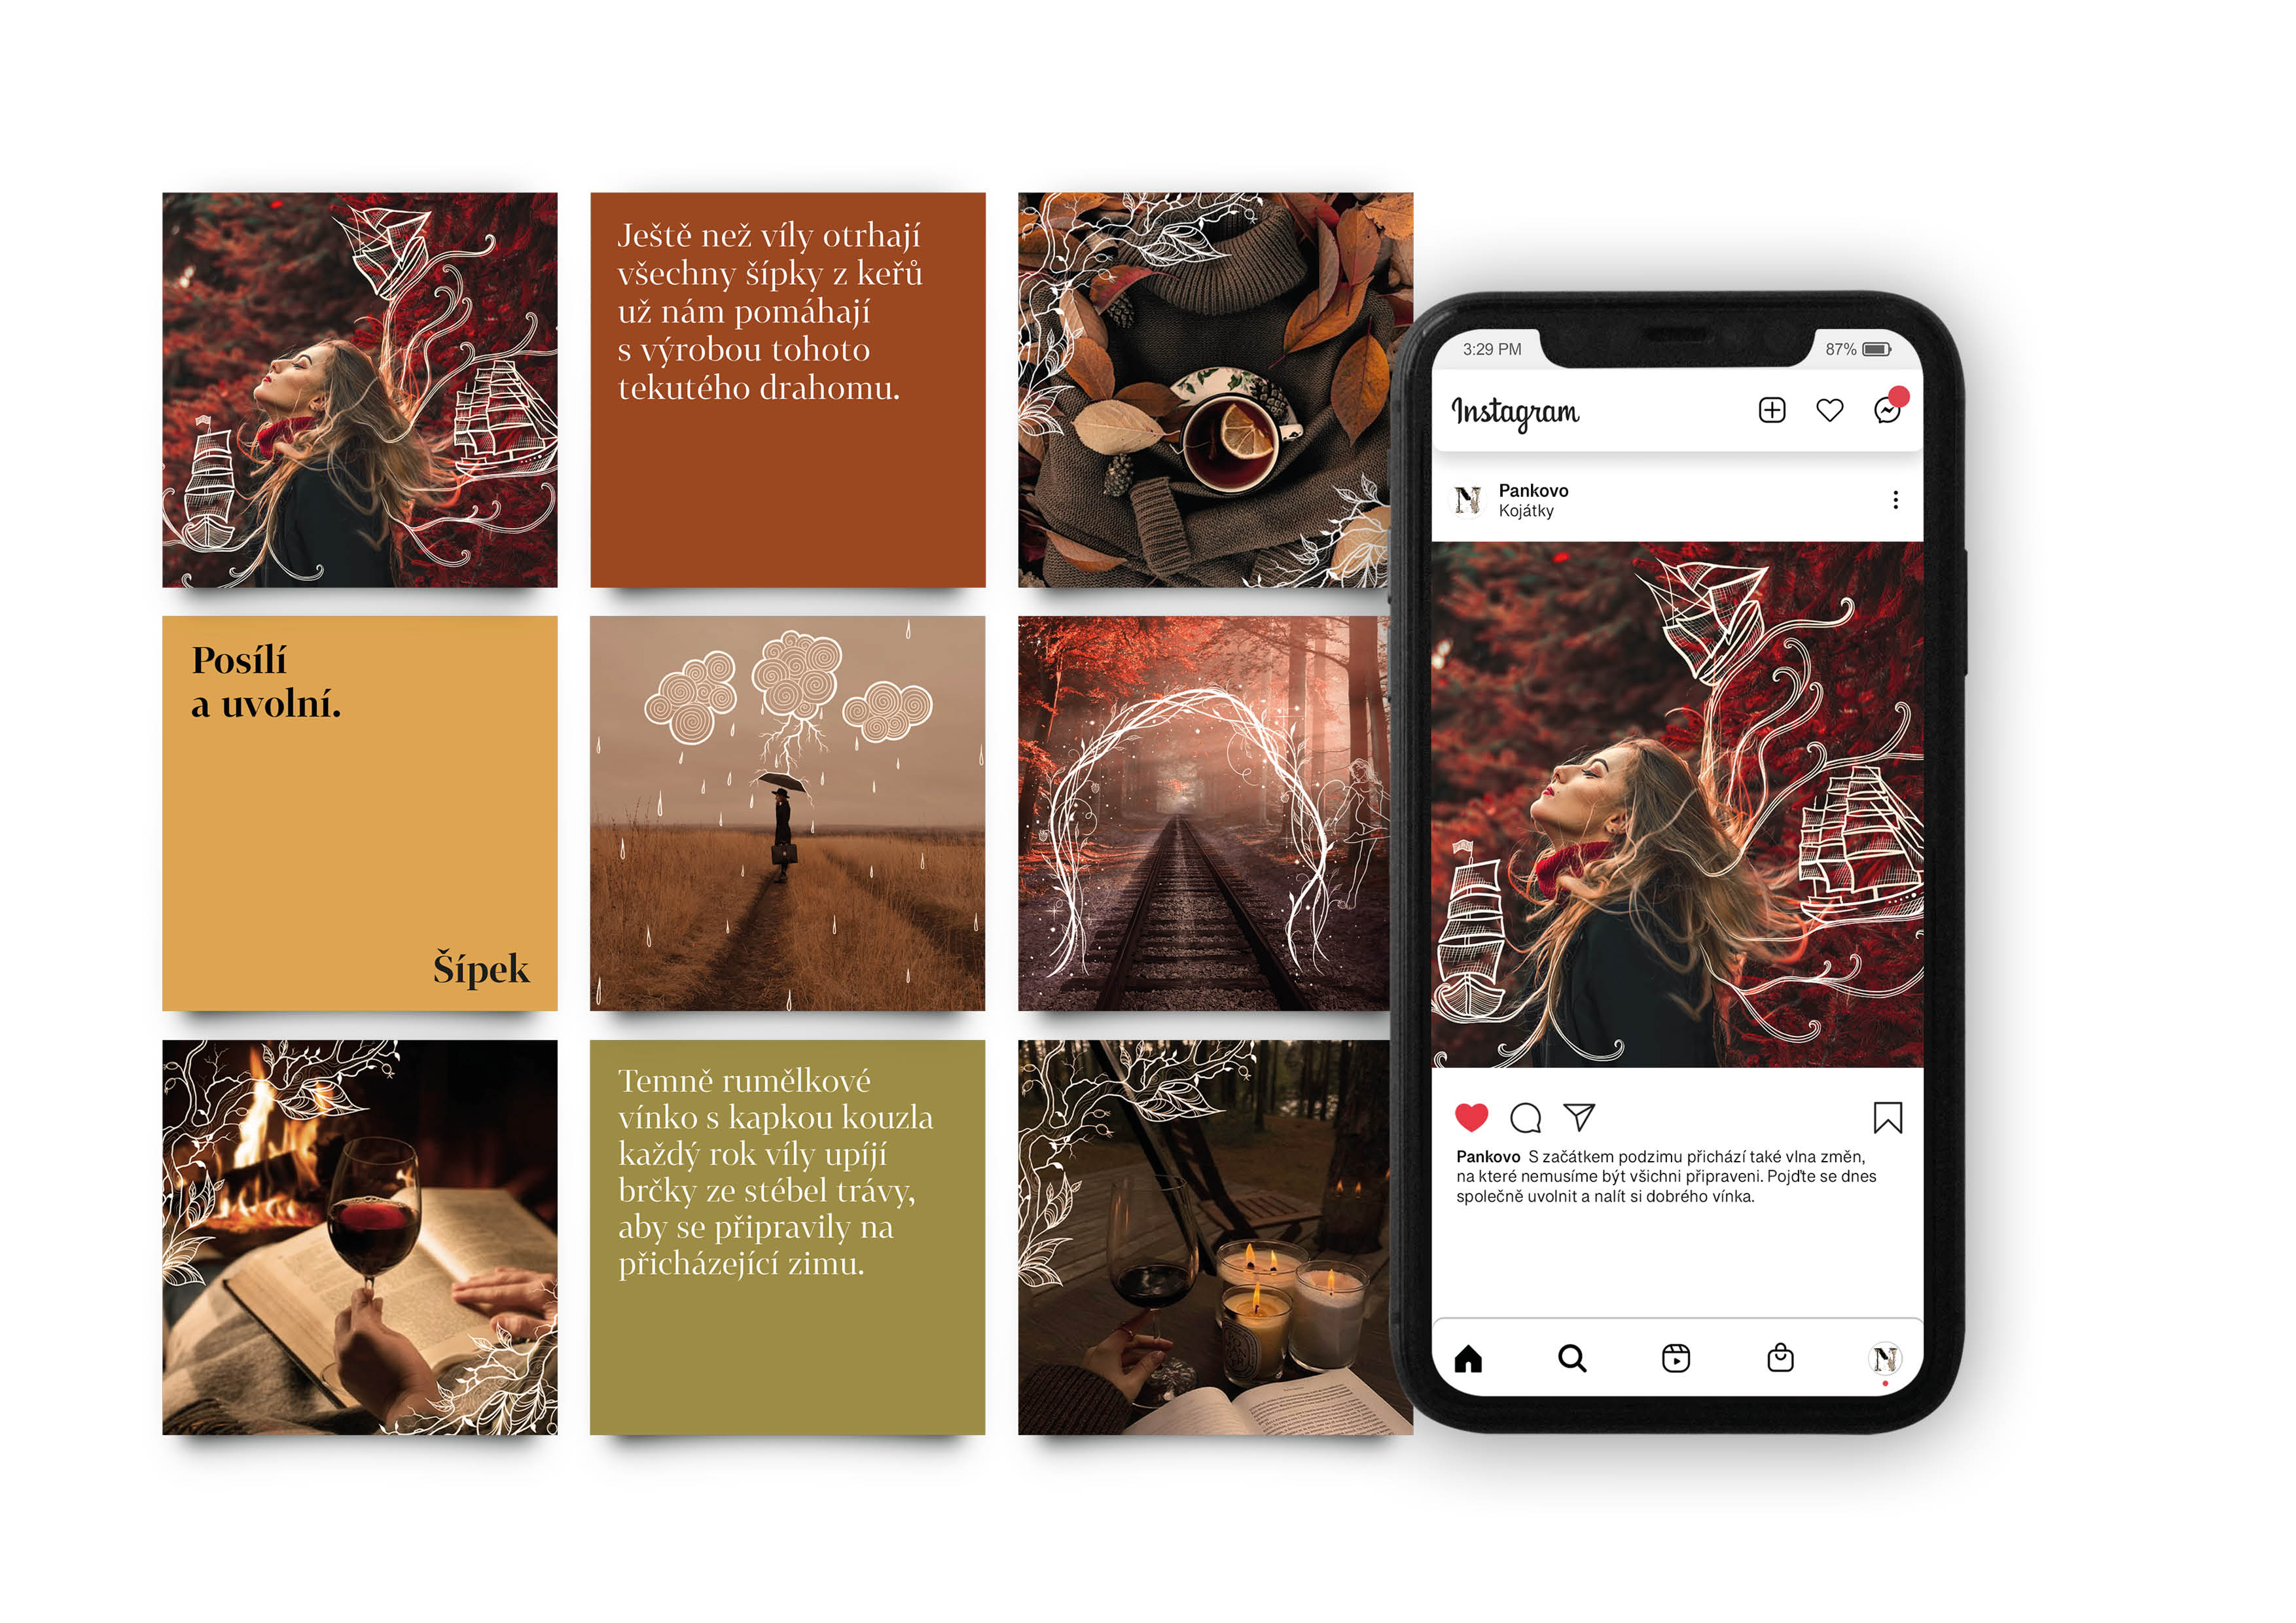 Ještě než víly otrhají
všechny šípky z keřů
už nám pomáhají
s výrobou tohoto
tekutého drahomu.
Posílí
a uvolní.
Šípek
Temně rumělkové
vínko s kapkou kouzla
každý rok víly upíjí
brčky ze stébel trávy,
aby se připravily na
přicházející zimu.
3:29 PM
87%
Instagram
N
Pankovo
Kojátky
Pankovo S začátkem podzimu přichází také vlna změn,
na které nemusíme být všichni připraveni. Pojďte se dnes
společně uvolnit a nalít si dobrého vínka.
N